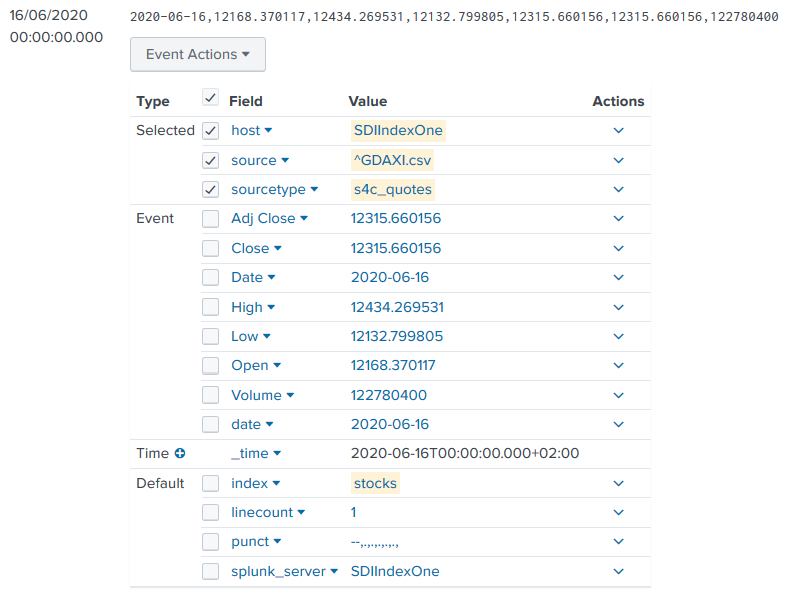 16/06/2020 2020-06-16,12168.370117,12434.269531,12132.799805,12315.660156,12315.660156,122780400
00:00:00.000
Event Actions
Type Field Value Actions
Selected host SDIIndexOne
source ^GDAXI.csv
sourcetype s4c_quotes
Event Adj Close 12315.660156
Close 12315.660156
Date 2020-06-16
High 12434.269531
Low 12132.799805
Open 12168.370117
Volume 122780400
date 2020-06-16
Time _time 2020-06-16T00:00:00.000+02:00
Default index stocks
linecount 1
punct --,.,.,.,.,.,
splunk_server SDIIndexOne